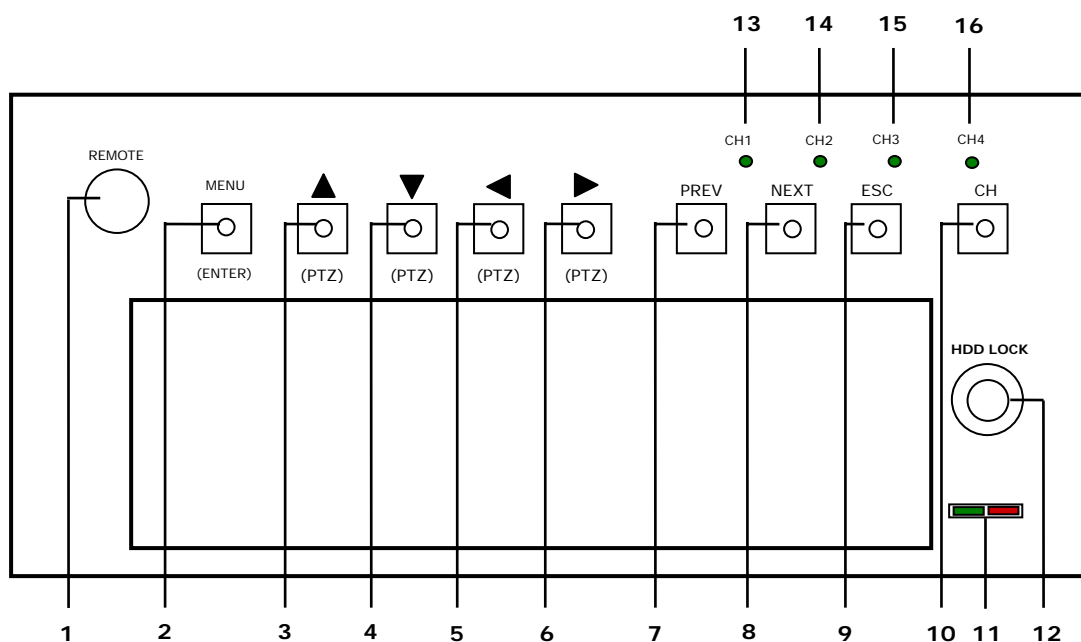 13 14 15 16
CH1 CH2 CH3 CH4
REMOTE
MENU ▲ ▼ ◀ ▶ PREV NEXT ESC CH
(ENTER) (PTZ) (PTZ) (PTZ) (PTZ)
HDD LOCK
1 2 3 4 5 6 7 8 9 10 11 12